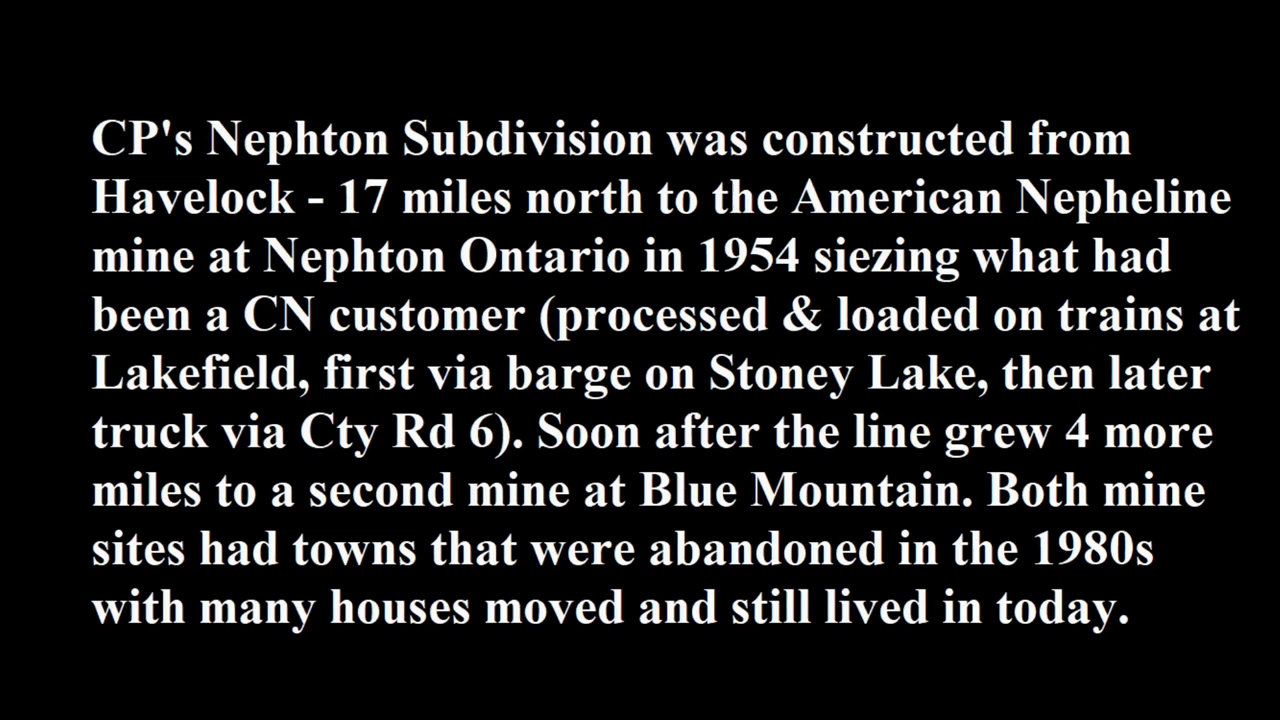 CP's Nephton Subdivision was constructed from
Havelock - 17 miles north to the American Nepheline
mine at Nephton Ontario in 1954 siezing what had
been a CN customer (processed & loaded on trains at
Lakefield, first via barge on Stoney Lake, then later
truck via Cty Rd 6). Soon after the line grew 4 more
miles to a second mine at Blue Mountain. Both mine
sites had towns that were abandoned in the 1980s
with many houses moved and still lived in today.